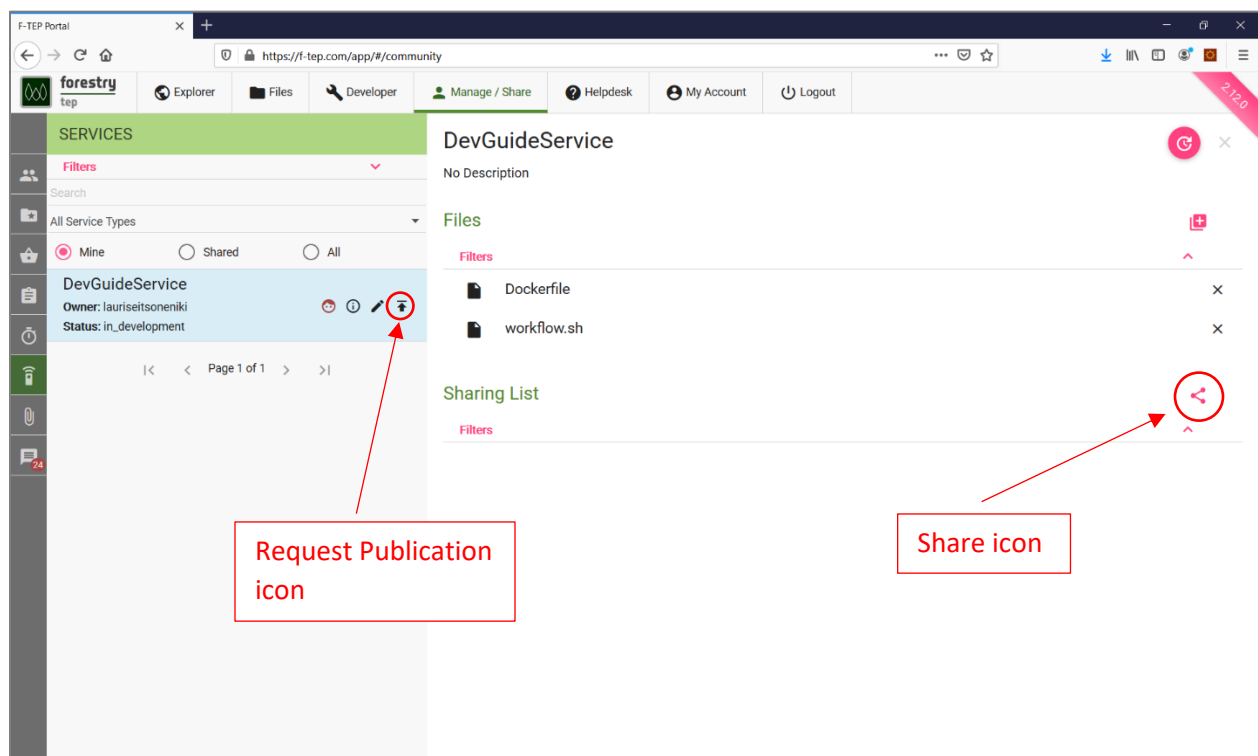 F-TEP Portal
https://f-tep.com/app/#/community
forestry
tep
Explorer
Files
Developer
Manage / Share
Helpdesk
My Account
Logout
2.12.0
SERVICES
Filters
Search
All Service Types
Mine
Shared
All
DevGuideService
Owner: lauriseitsoneniki
Status: in_development
Page 1 of 1
24
DevGuideService
No Description
Files
Filters
Dockerfile
workflow.sh
Sharing List
Filters
Request Publication
icon
Share icon